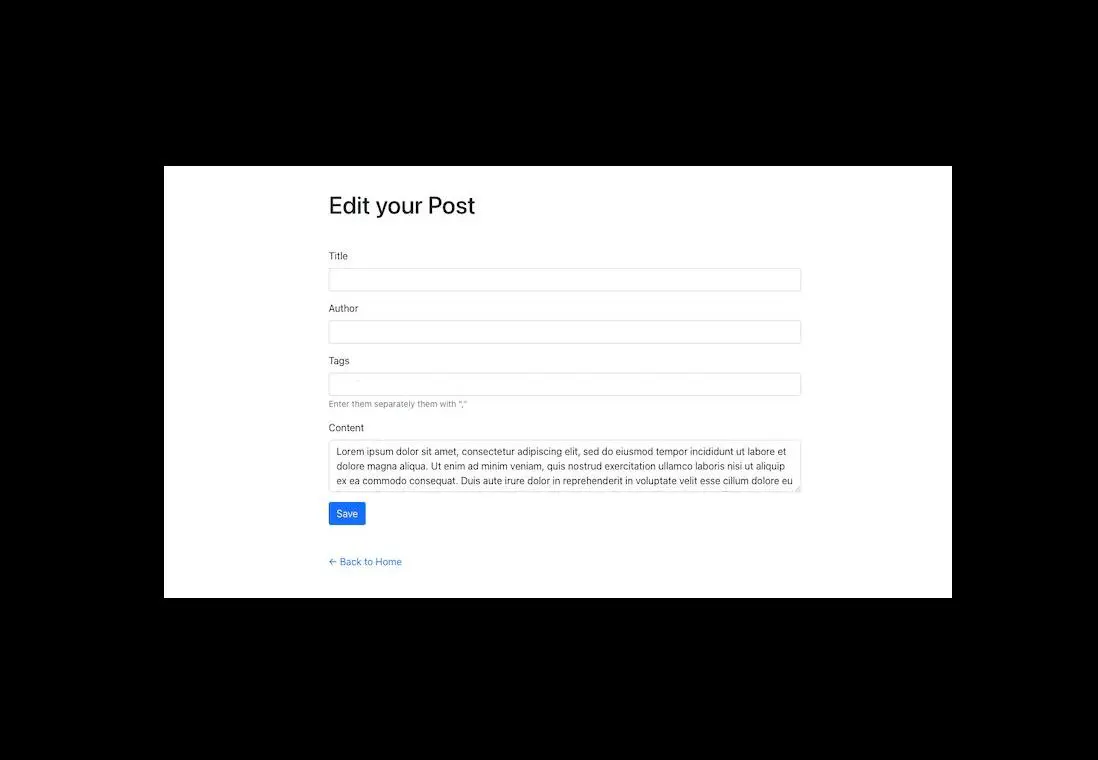 Edit your Post
Title
Author
Tags
Enter them separately them with ","
Content
Lorem ipsum dolor sit amet, consectetur adipiscing elit, sed do eiusmod tempor incididunt ut labore et
dolore magna aliqua. Ut enim ad minim veniam, quis nostrud exercitation ullamco laboris nisi ut aliquip
ex ea commodo consequat. Duis aute irure dolor in reprehenderit in voluptate velit esse cillum dolore eu
Save
← Back to Home